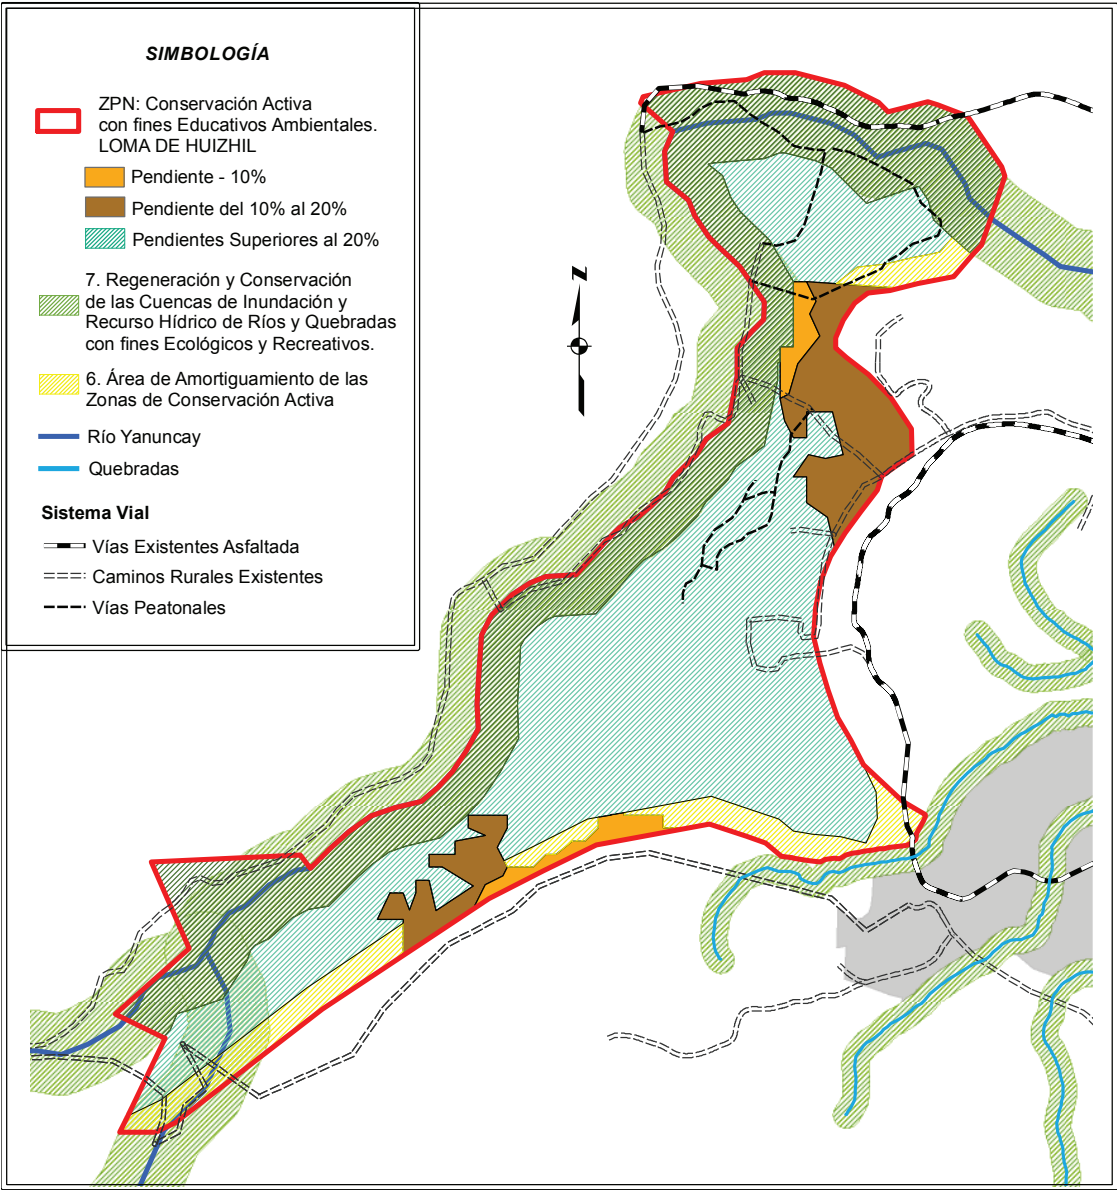 SIMBOLOGÍA
ZPN: Conservación Activa
con fines Educativos Ambientales.
LOMA DE HUIZHIL
Pendiente - 10%
Pendiente del 10% al 20%
Pendientes Superiores al 20%
7. Regeneración y Conservación
de las Cuencas de Inundación y
Recurso Hídrico de Ríos y Quebradas
con fines Ecológicos y Recreativos.
6. Área de Amortiguamiento de las
Zonas de Conservación Activa
Río Yanuncay
Quebradas
Sistema Vial
Vías Existentes Asfaltada
Caminos Rurales Existentes
Vías Peatonales
N